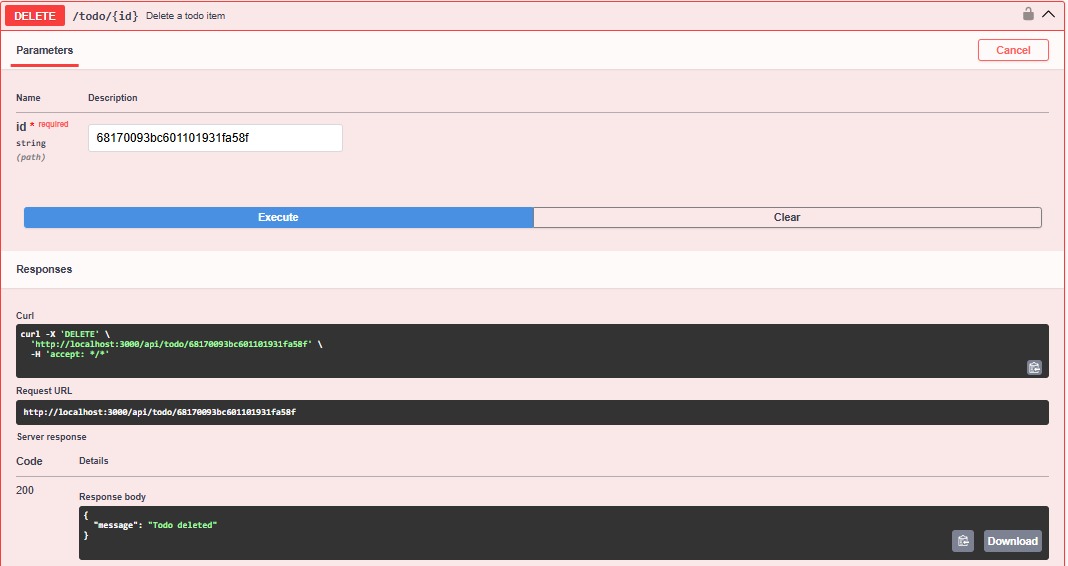 DELETE /todo/{id} Delete a todo item
Parameters
Cancel
Name Description
id * required
string
(path)
68170093bc601101931fa58f
Execute Clear
Responses
Curl
curl -X 'DELETE' \
'http://localhost:3000/api/todo/68170093bc601101931fa58f' \
-H 'accept: */*'
Request URL
http://localhost:3000/api/todo/68170093bc601101931fa58f
Server response
Code Details
200
Response body
{
"message": "Todo deleted"
}
Download